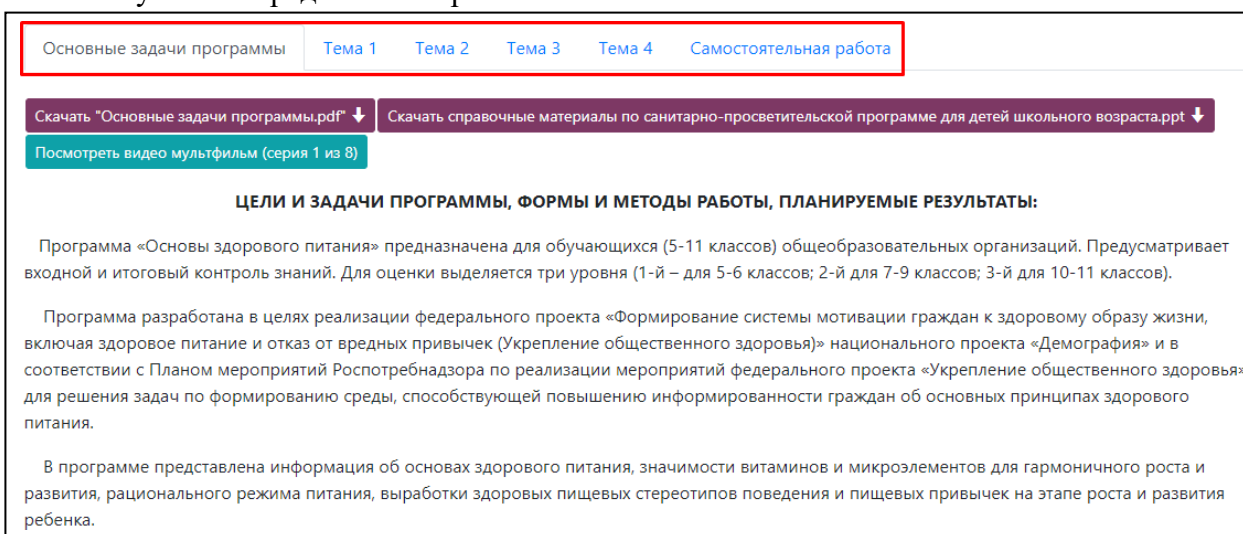 Основные задачи программы Тема 1 Тема 2 Тема 3 Тема 4 Самостоятельная работа
Скачать "Основные задачи программы.pdf" Скачать справочные материалы по санитарно-просветительской программе для детей школьного возраста.ppt
Посмотреть видео мультфильм (серия 1 из 8)
ЦЕЛИ И ЗАДАЧИ ПРОГРАММЫ, ФОРМЫ И МЕТОДЫ РАБОТЫ, ПЛАНИРУЕМЫЕ РЕЗУЛЬТАТЫ:
Программа «Основы здорового питания» предназначена для обучающихся (5-11 классов) общеобразовательных организаций. Предусматривает
входной и итоговый контроль знаний. Для оценки выделяется три уровня (1-й – для 5-6 классов; 2-й для 7-9 классов; 3-й для 10-11 классов).
Программа разработана в целях реализации федерального проекта «Формирование системы мотивации граждан к здоровому образу жизни,
включая здоровое питание и отказ от вредных привычек (Укрепление общественного здоровья)» национального проекта «Демография» и в
соответствии с Планом мероприятий Роспотребнадзора по реализации мероприятий федерального проекта «Укрепление общественного здоровья»
для решения задач по формированию среды, способствующей повышению информированности граждан об основных принципах здорового
питания.
В программе представлена информация об основах здорового питания, значимости витаминов и микроэлементов для гармоничного роста и
развития, рационального режима питания, выработки здоровых пищевых стереотипов поведения и пищевых привычек на этапе роста и развития
ребенка.